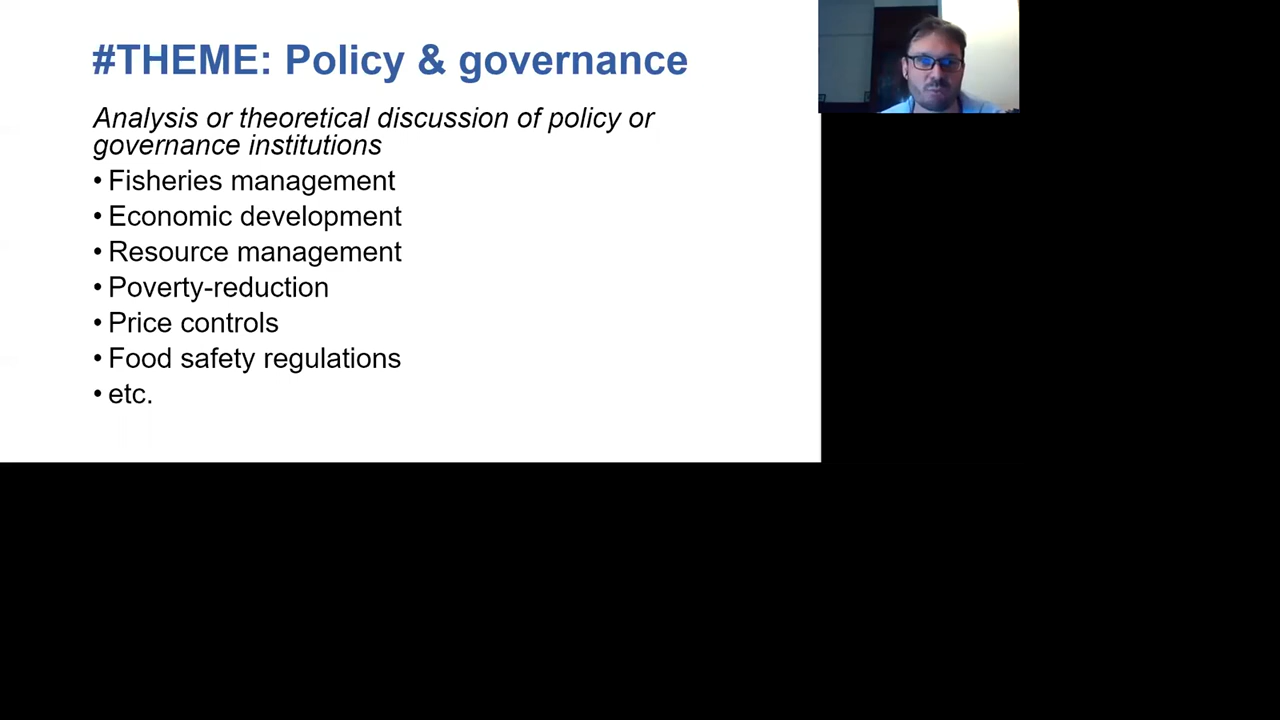 #THEME: Policy & governance
Analysis or theoretical discussion of policy or
governance institutions
• Fisheries management
• Economic development
• Resource management
• Poverty-reduction
• Price controls
• Food safety regulations
• etc.